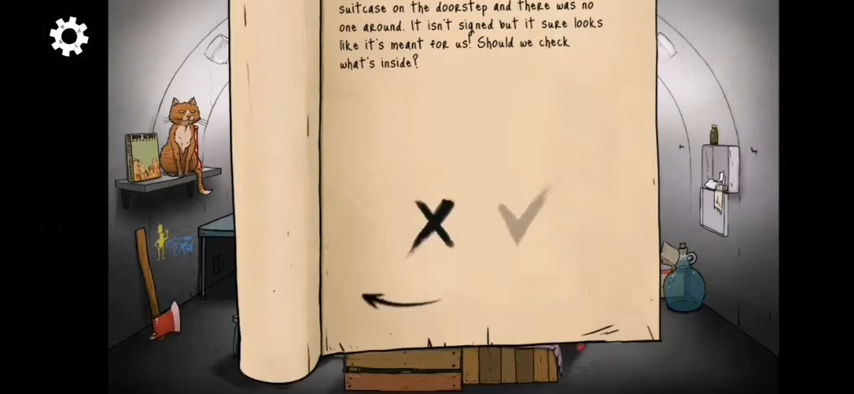 suitcase on the doorstep and there was no
one around. It isn't signed but it sure looks
like it's meant for us! Should we check
what's inside?